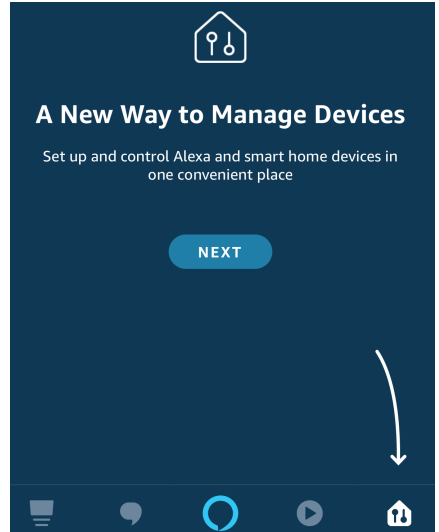 A New Way to Manage Devices
Set up and control Alexa and smart home devices in
one convenient place
NEXT